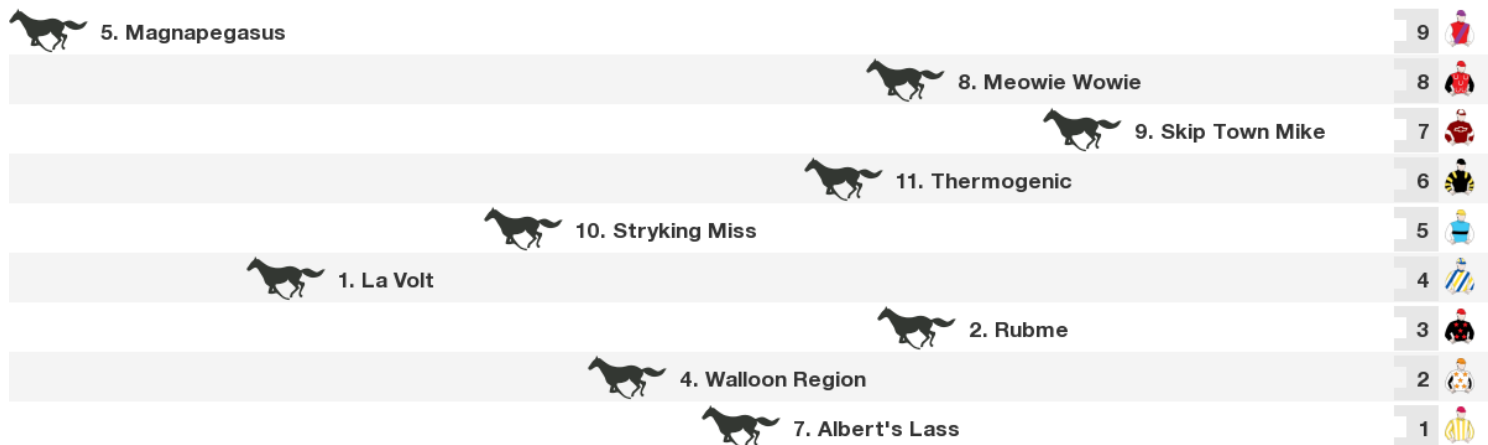 5. Magnapegasus 9
8. Meowie Wowie 8
9. Skip Town Mike 7
11. Thermogenic 6
10. Stryking Miss 5
1. La Volt 4
2. Rubme 3
4. Walloon Region 2
7. Albert's Lass 1